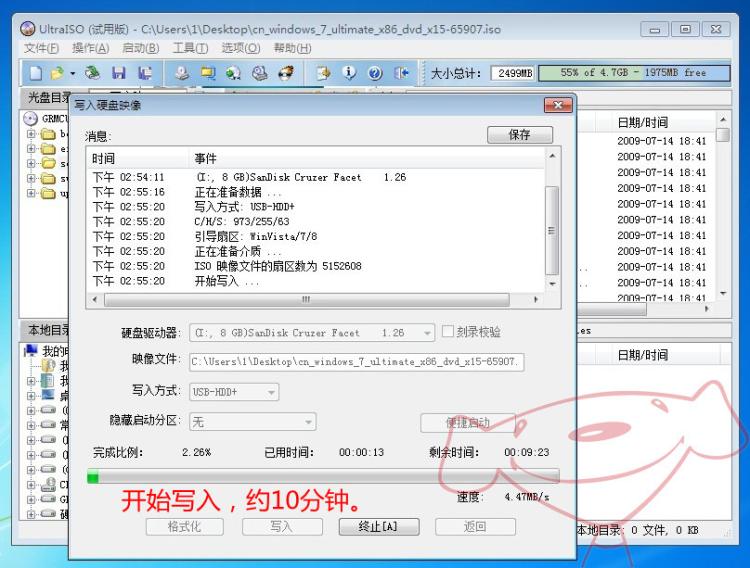 UltraISO (试用版) - C:\Users\1\Desktop\cn_windows_7_ultimate_x86_dvd_x15-65907.iso
文件(F) 操作(A) 启动(B) 工具(T) 选项(O) 帮助(H)
大小总计: 2499MB 55% of 4.7GB - 1975MB free
光盘目录
写入硬盘映像
消息:
保存
日期/时间
时间 事件
下午 02:54:11 (I:, 8 GB)SanDisk Cruzer Facet 1.26
下午 02:55:16 正在准备数据 ...
下午 02:55:20 写入方式: USB-HDD+
下午 02:55:20 C/H/S: 973/255/63
下午 02:55:20 引导扇区: WinVista/7/8
下午 02:55:20 正在准备介质 ...
下午 02:55:20 ISO 映像文件的扇区数为 5152608
下午 02:55:20 开始写入 ...
2009-07-14 18:41
2009-07-14 18:41
2009-07-14 18:41
2009-07-14 18:41
2009-07-14 18:41
2009-07-14 18:41
2009-07-14 18:41
2009-07-14 18:41
2009-07-14 18:41
2009-07-14 18:41
本地目录
硬盘驱动器: (I:, 8 GB)SanDisk Cruzer Facet 1.26 刻录校验
日期/时间
映像文件: C:\Users\1\Desktop\cn_windows_7_ultimate_x86_dvd_x15-65907.
写入方式: USB-HDD+
隐藏启动分区: 无 便捷启动
完成比例: 2.26% 已用时间: 00:00:13 剩余时间: 00:09:23
速度: 4.47MB/s
开始写入，约10分钟。
格式化 写入 终止[A] 返回
本地目录: 0 文件, 0 KB